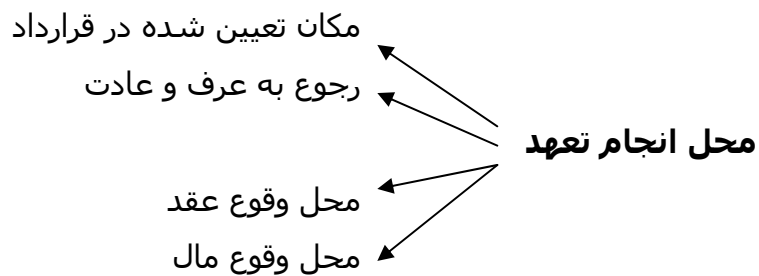 محل انجام تعهد
مکان تعیین شده در قرارداد
رجوع به عرف و عادت
محل وقوع عقد
محل وقوع مال